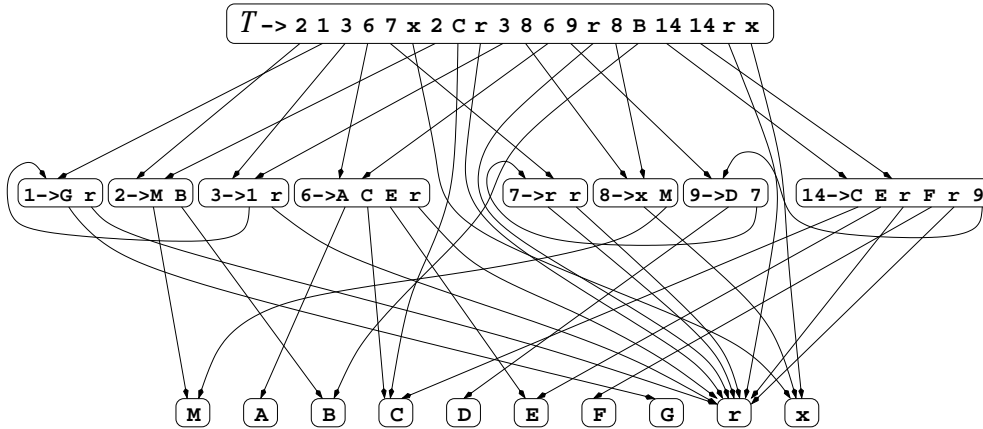 T -> 2 1 3 6 7 x 2 C r 3 8 6 9 r 8 B 14 14 r x
1->G r 2->M B 3->1 r 6->A C E r 7->r r 8->x M 9->D 7 14->C E r F r 9
M A B C D E F G r x